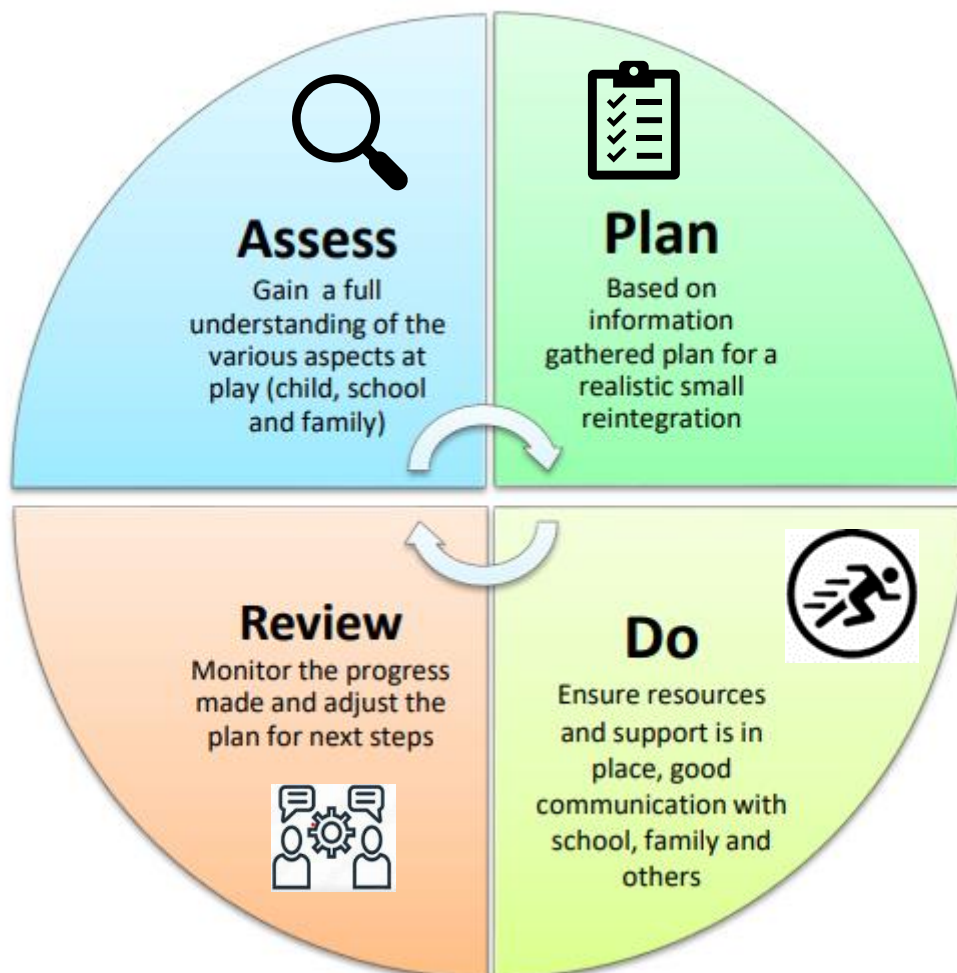 Assess
Gain a full
understanding of the
various aspects at
play (child, school
and family)
Plan
Based on
information
gathered plan for a
realistic small
reintegration
Review
Monitor the progress
made and adjust the
plan for next steps
Do
Ensure resources
and support is in
place, good
communication with
school, family and
others